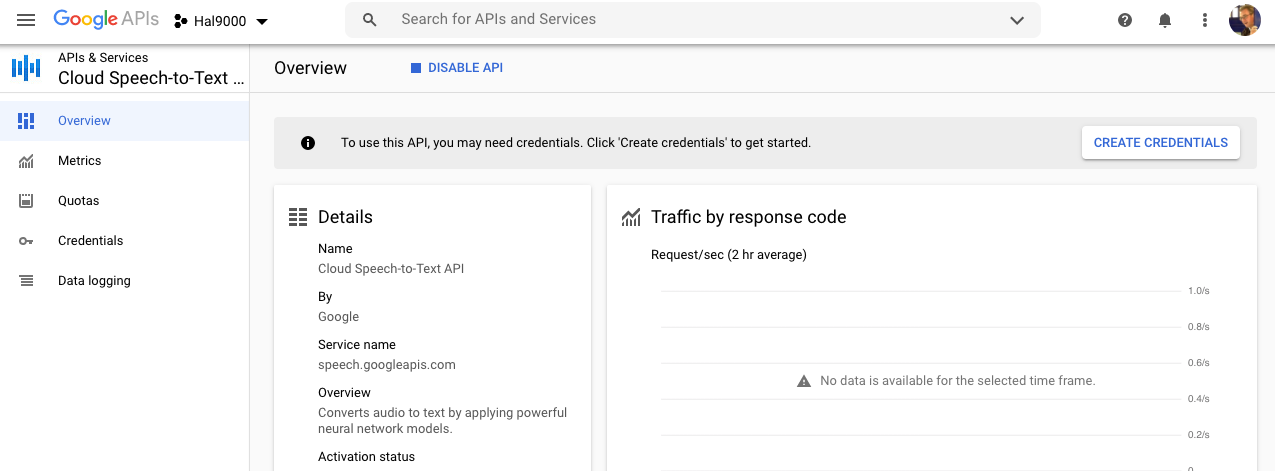 Google APIs
Hal9000
Search for APIs and Services
APIs & Services
Cloud Speech-to-Text ...
Overview
DISABLE API
Overview
Metrics
Quotas
Credentials
Data logging
To use this API, you may need credentials. Click 'Create credentials' to get started.
CREATE CREDENTIALS
Details
Name
Cloud Speech-to-Text API
By
Google
Service name
speech.googleapis.com
Overview
Converts audio to text by applying powerful
neural network models.
Activation status
Traffic by response code
Request/sec (2 hr average)
1.0/s
0.8/s
0.6/s
No data is available for the selected time frame.
0.4/s
0.2/s